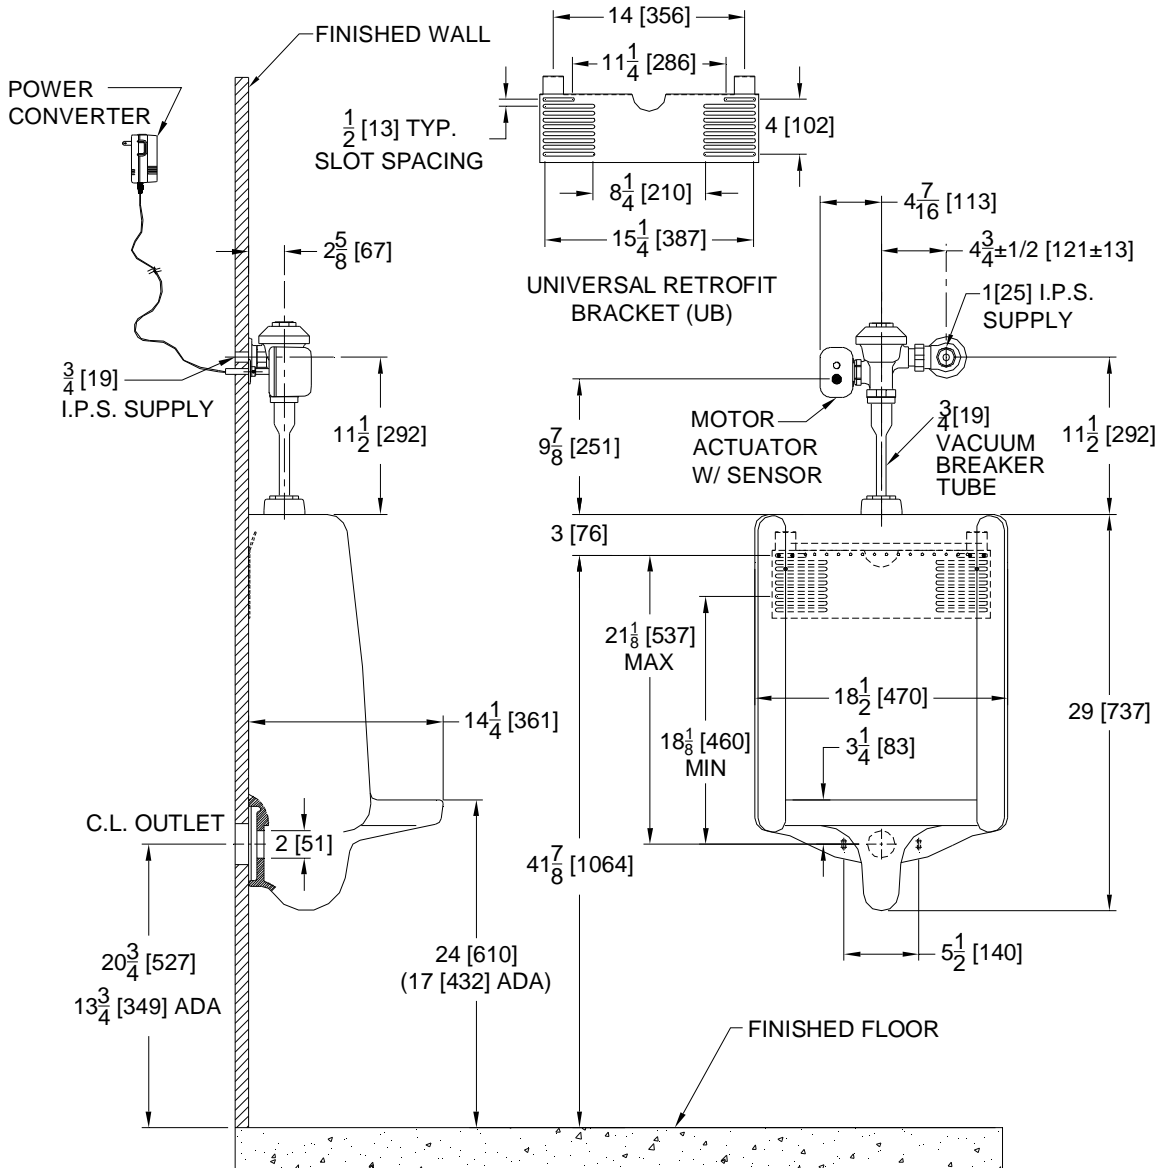 14 [356]
FINISHED WALL
11 1/4 [286]
POWER
CONVERTER
1/2 [13] TYP.
SLOT SPACING
4 [102]
8 1/4 [210]
4 7/16 [113]
15 1/4 [387]
2 5/8 [67]
4 3/4±1/2 [121±13]
UNIVERSAL RETROFIT
BRACKET (UB)
1[25] I.P.S.
SUPPLY
3/4 [19]
I.P.S. SUPPLY
11 1/2 [292]
9 7/8 [251]
MOTOR
ACTUATOR
W/ SENSOR
3/4[19]
VACUUM
BREAKER
TUBE
11 1/2 [292]
3 [76]
21 1/8 [537]
MAX
18 1/2 [470]
14 1/4 [361]
29 [737]
18 1/8 [460]
MIN
3 1/4 [83]
C.L. OUTLET
2 [51]
41 7/8 [1064]
20 3/4 [527]
13 3/4 [349] ADA
24 [610]
(17 [432] ADA)
5 1/2 [140]
FINISHED FLOOR